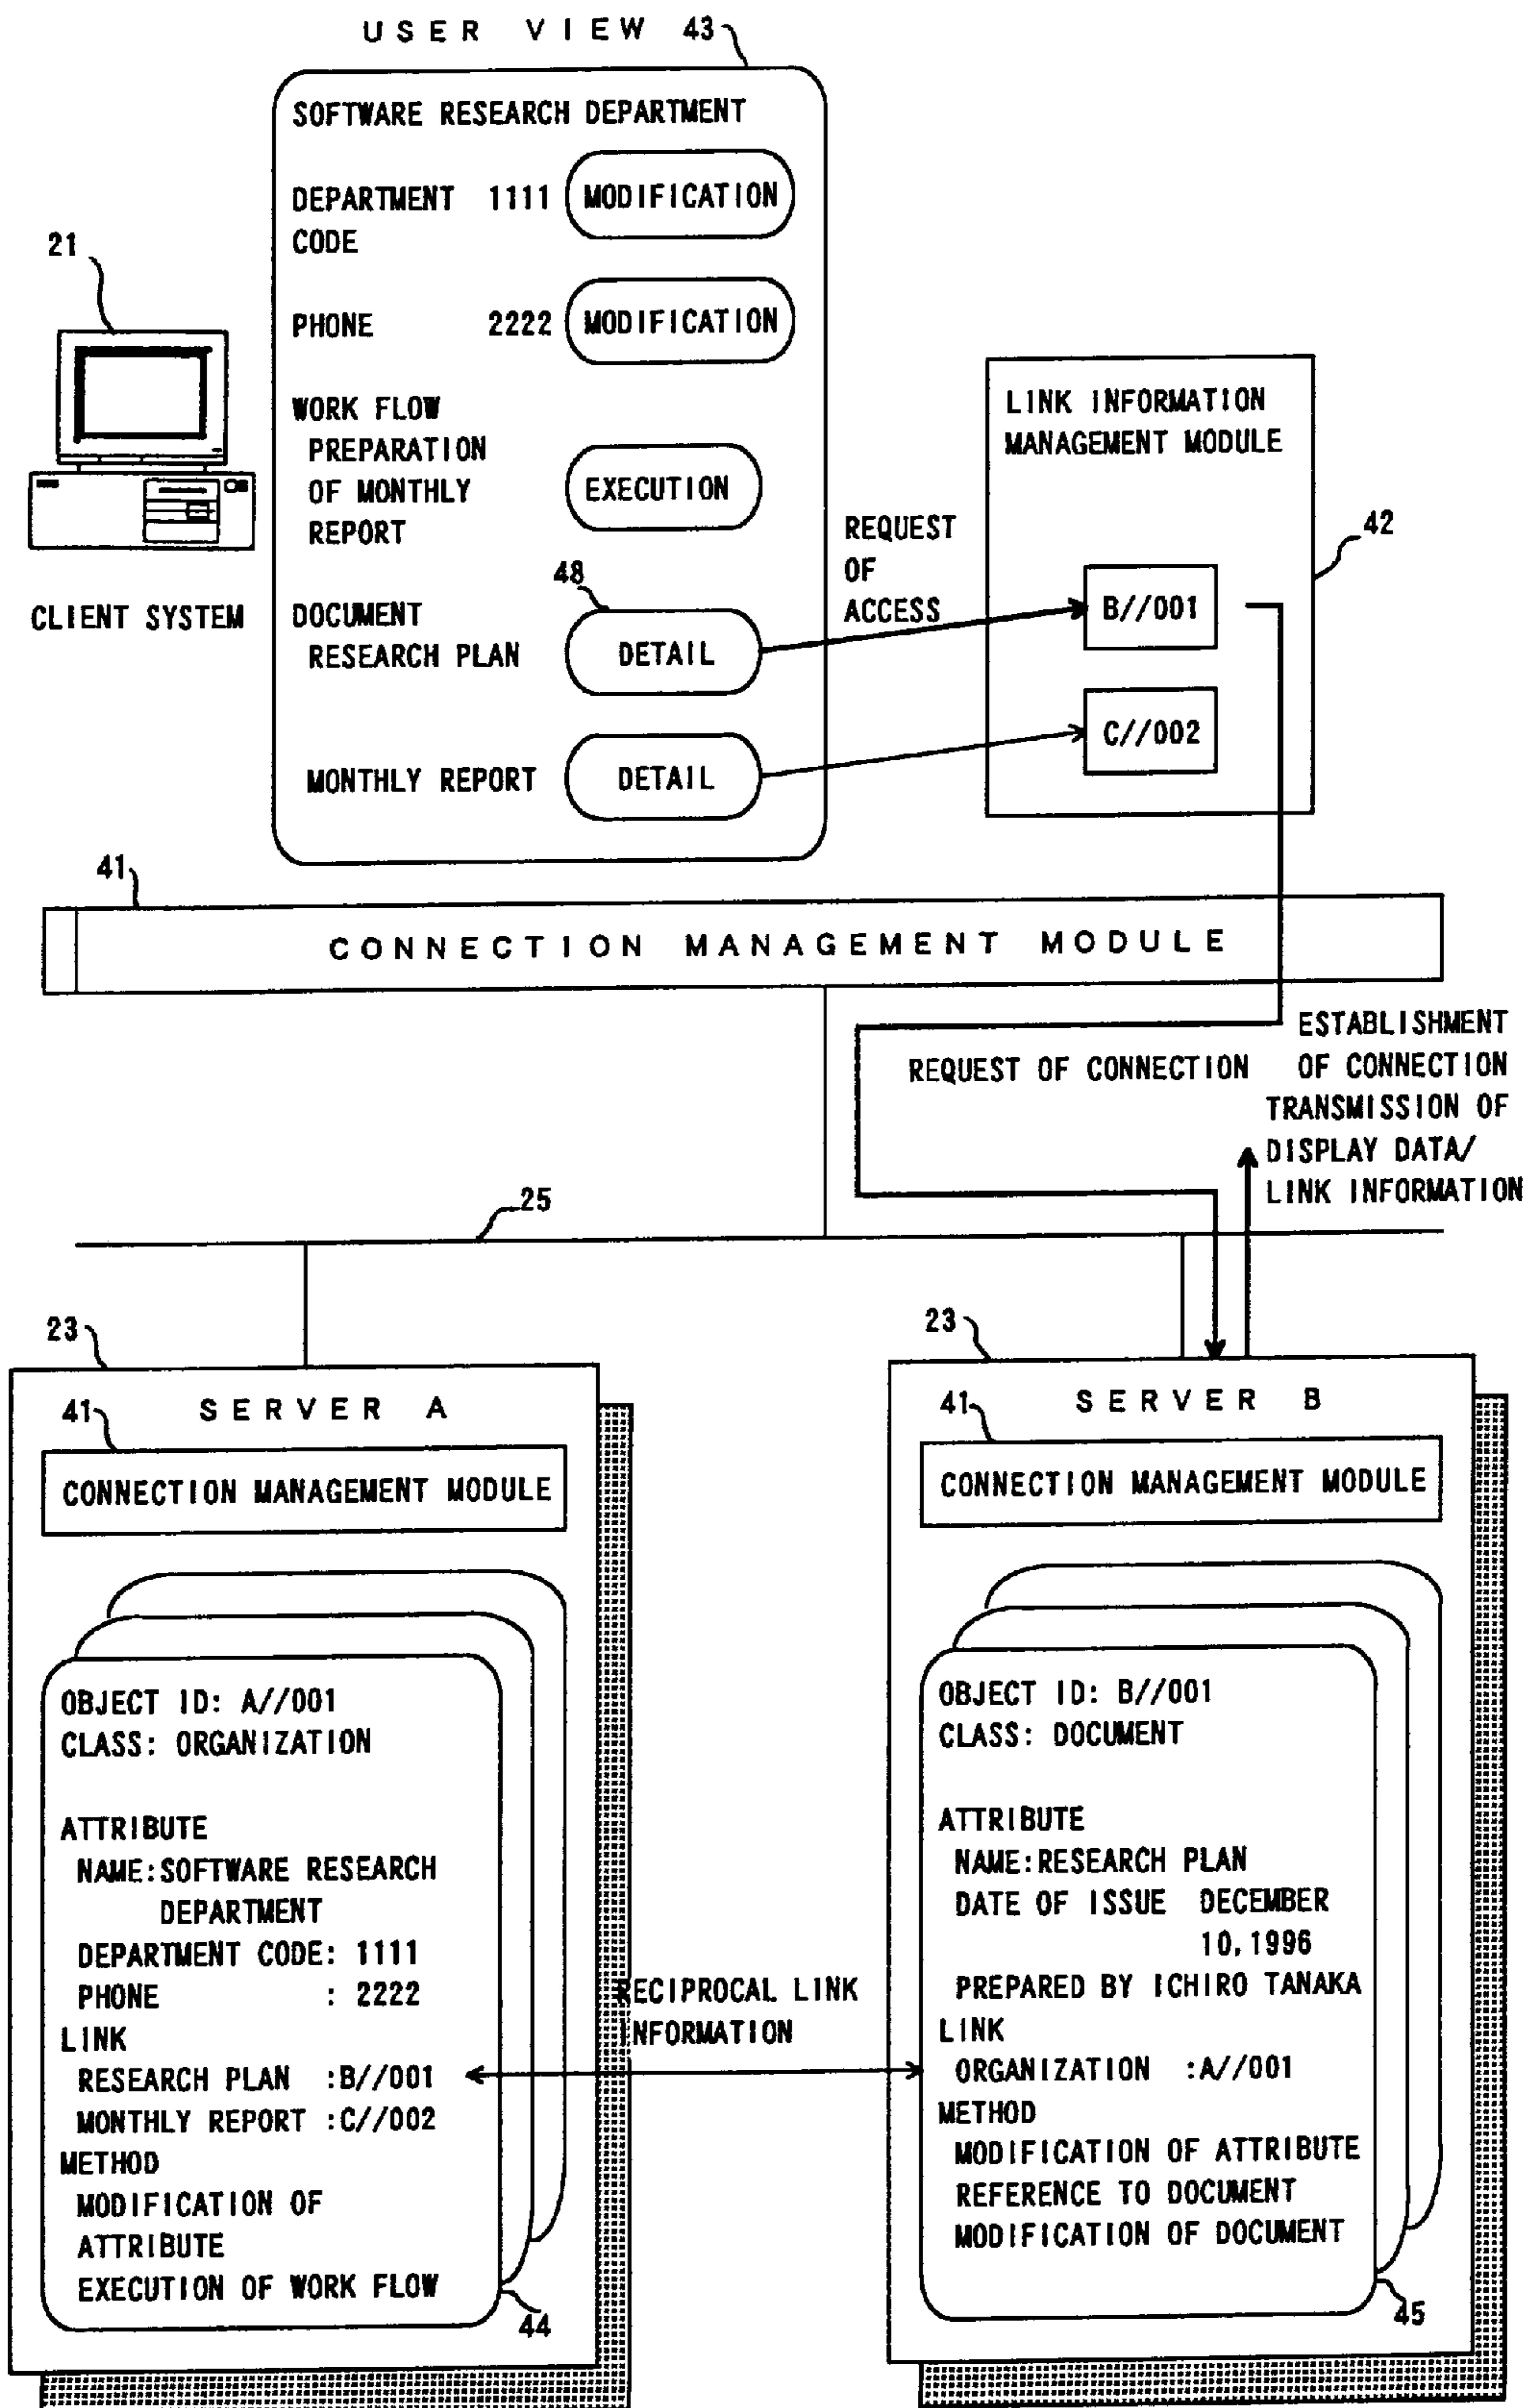 USER VIEW 43
SOFTWARE RESEARCH DEPARTMENT
DEPARTMENT 1111 MODIFICATION
CODE
PHONE 2222 MODIFICATION
WORK FLOW
PREPARATION
OF MONTHLY
REPORT
EXECUTION
48
DOCUMENT
RESEARCH PLAN DETAIL
MONTHLY REPORT DETAIL
21
CLIENT SYSTEM
REQUEST
OF
ACCESS
LINK INFORMATION
MANAGEMENT MODULE
42
B//001
C//002
41
CONNECTION MANAGEMENT MODULE
REQUEST OF CONNECTION
ESTABLISHMENT
OF CONNECTION
TRANSMISSION OF
DISPLAY DATA/
LINK INFORMATION
25
23
SERVER A
41
CONNECTION MANAGEMENT MODULE
OBJECT ID: A//001
CLASS: ORGANIZATION
ATTRIBUTE
NAME:SOFTWARE RESEARCH
DEPARTMENT
DEPARTMENT CODE: 1111
PHONE : 2222
LINK
RESEARCH PLAN :B//001
MONTHLY REPORT :C//002
METHOD
MODIFICATION OF
ATTRIBUTE
EXECUTION OF WORK FLOW
44
RECIPROCAL LINK
INFORMATION
23
SERVER B
41
CONNECTION MANAGEMENT MODULE
OBJECT ID: B//001
CLASS: DOCUMENT
ATTRIBUTE
NAME:RESEARCH PLAN
DATE OF ISSUE DECEMBER
10,1996
PREPARED BY ICHIRO TANAKA
LINK
ORGANIZATION :A//001
METHOD
MODIFICATION OF ATTRIBUTE
REFERENCE TO DOCUMENT
MODIFICATION OF DOCUMENT
45